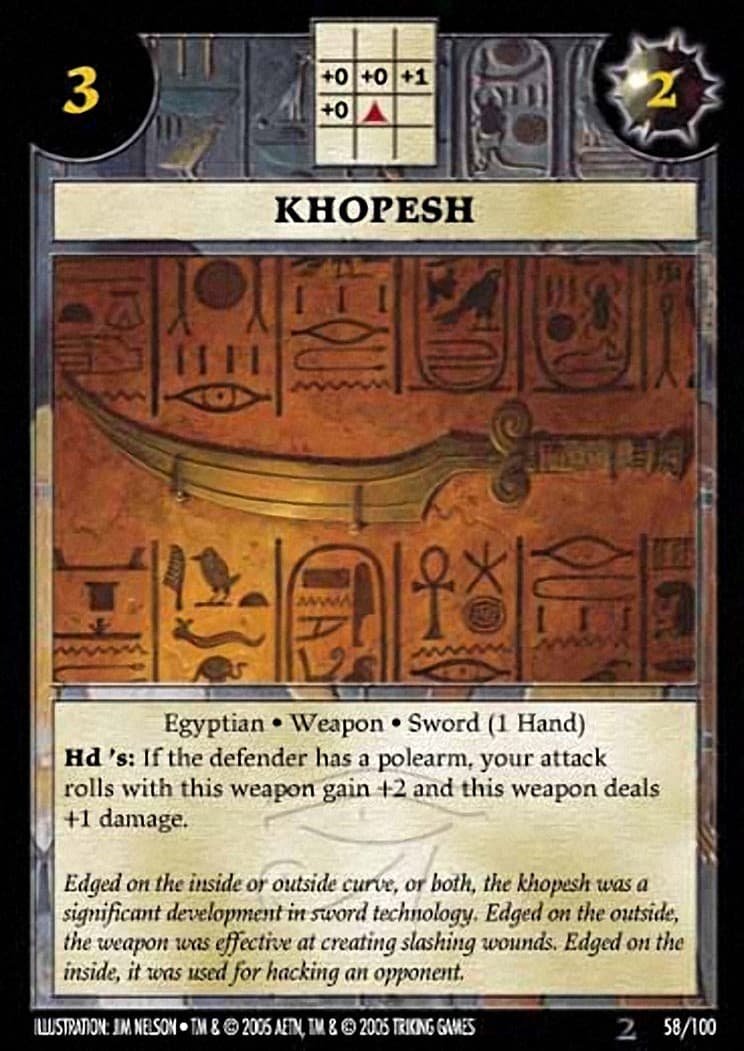 3
+0 +0 +1
+0
2
KHOPESH
Egyptian • Weapon • Sword (1 Hand)
Hd 's: If the defender has a polearm, your attack
rolls with this weapon gain +2 and this weapon deals
+1 damage.
Edged on the inside or outside curve, or both, the khopesh was a
significant development in sword technology. Edged on the outside,
the weapon was effective at creating slashing wounds. Edged on the
inside, it was used for hacking an opponent.
ILLUSTRATION: JIM NELSON • TM & © 2005 AETN, TM & © 2005 TRIKING GAMES 2 58/100